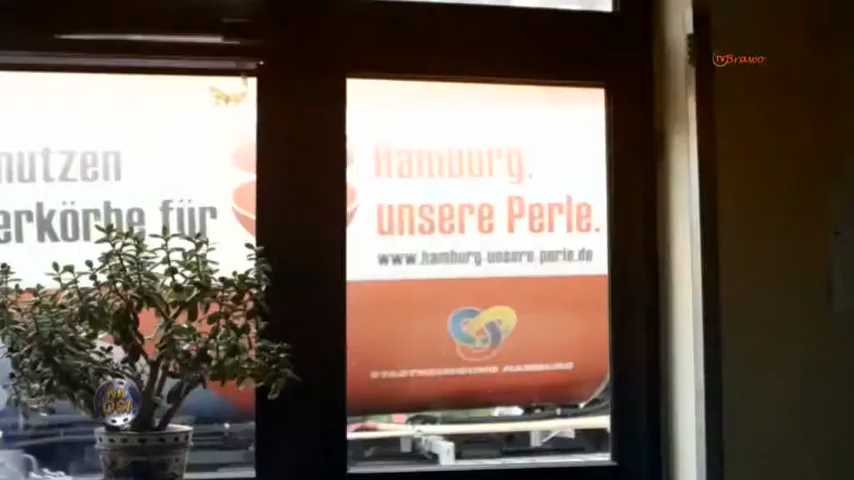 TVBrawo
nutzen
erkörbe für
Hamburg.
unsere Perle.
www.hamburg-unsere-perle.de
STADTREINIGUNG HAMBURG